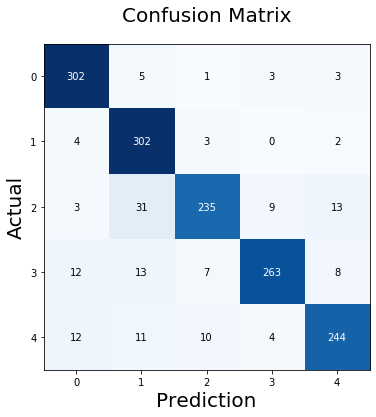 Confusion Matrix
0 302 5 1 3 3
1 4 302 3 0 2
2 3 31 235 9 13
3 12 13 7 263 8
4 12 11 10 4 244
0 1 2 3 4
Actual
Prediction